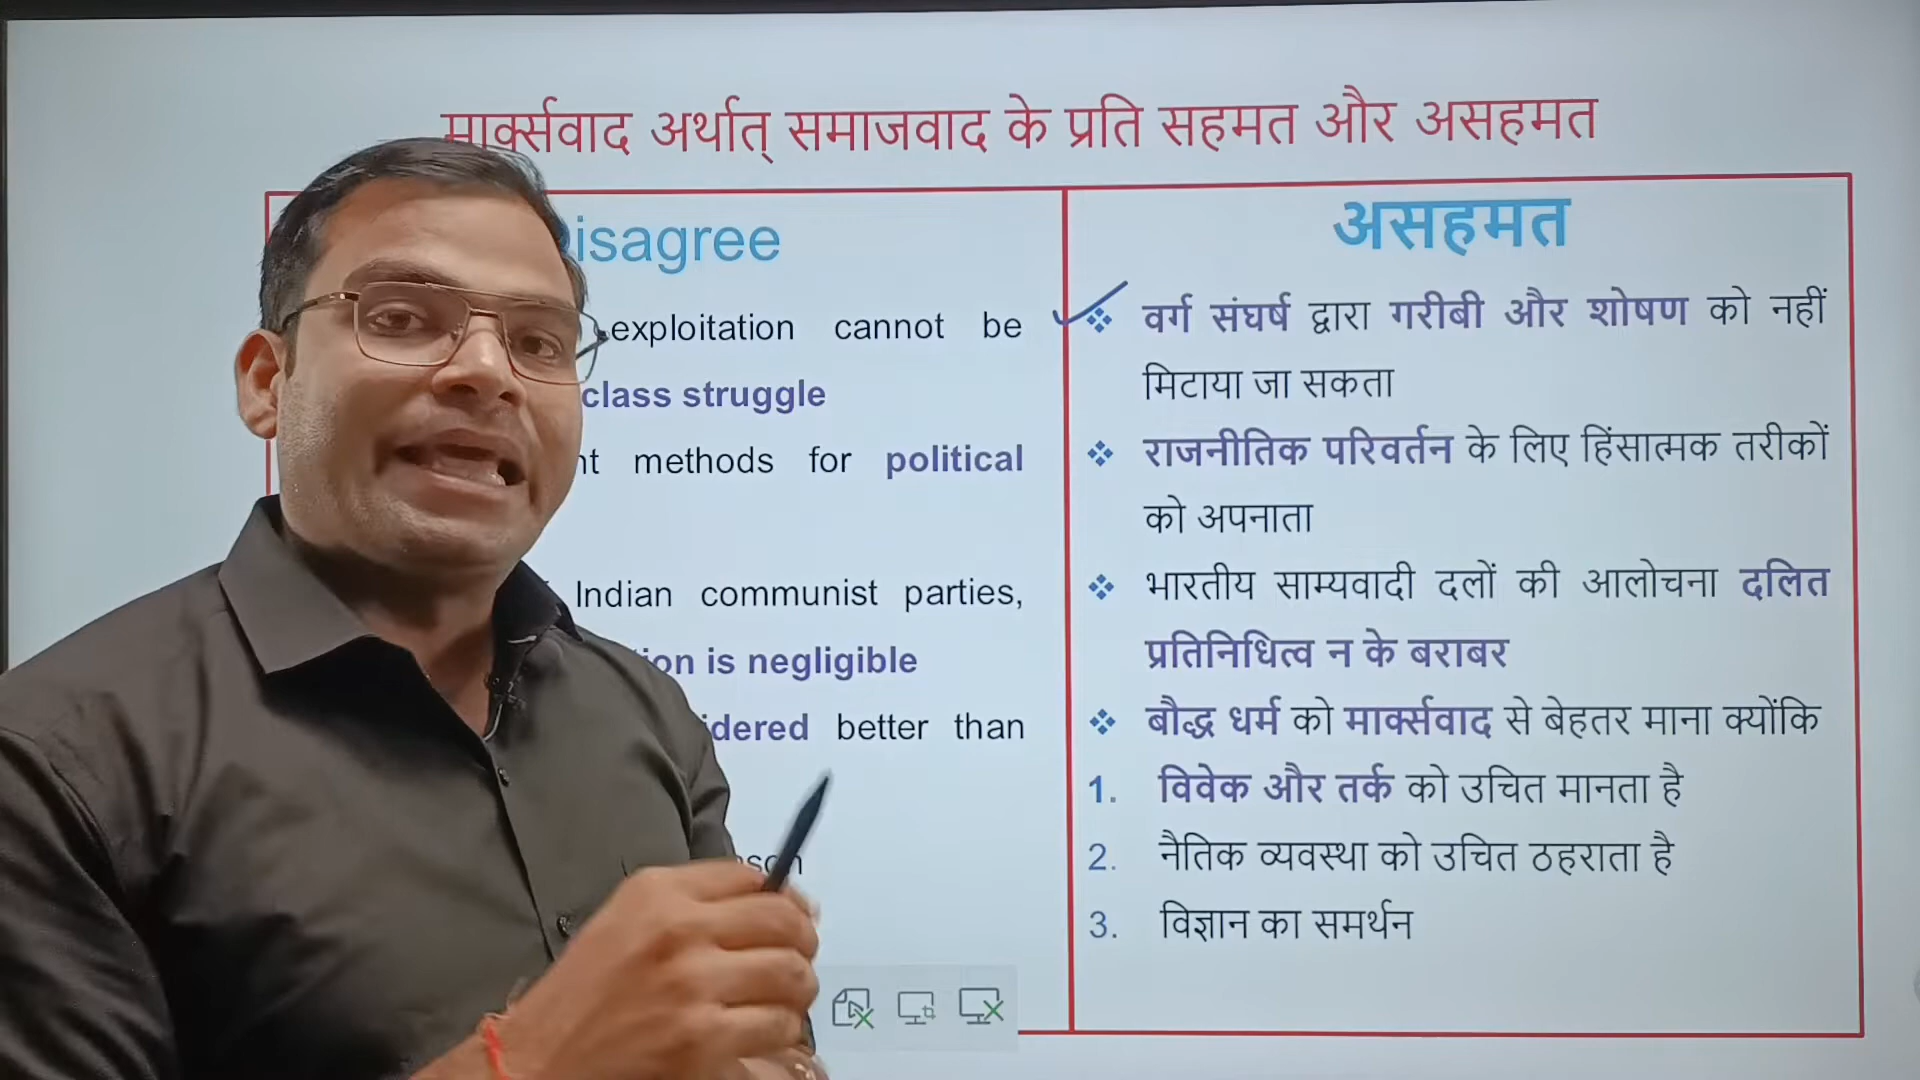 मार्क्सवाद अर्थात् समाजवाद के प्रति सहमत और असहमत
isagree
exploitation cannot be
class struggle
nt methods for political
Indian communist parties,
ion is negligible
dered better than
असहमत
वर्ग संघर्ष द्वारा गरीबी और शोषण को नहीं
मिटाया जा सकता
राजनीतिक परिवर्तन के लिए हिंसात्मक तरीकों
को अपनाता
भारतीय साम्यवादी दलों की आलोचना दलित
प्रतिनिधित्व न के बराबर
बौद्ध धर्म को मार्क्सवाद से बेहतर माना क्योंकि
1. विवेक और तर्क को उचित मानता है
2. नैतिक व्यवस्था को उचित ठहराता है
3. विज्ञान का समर्थन